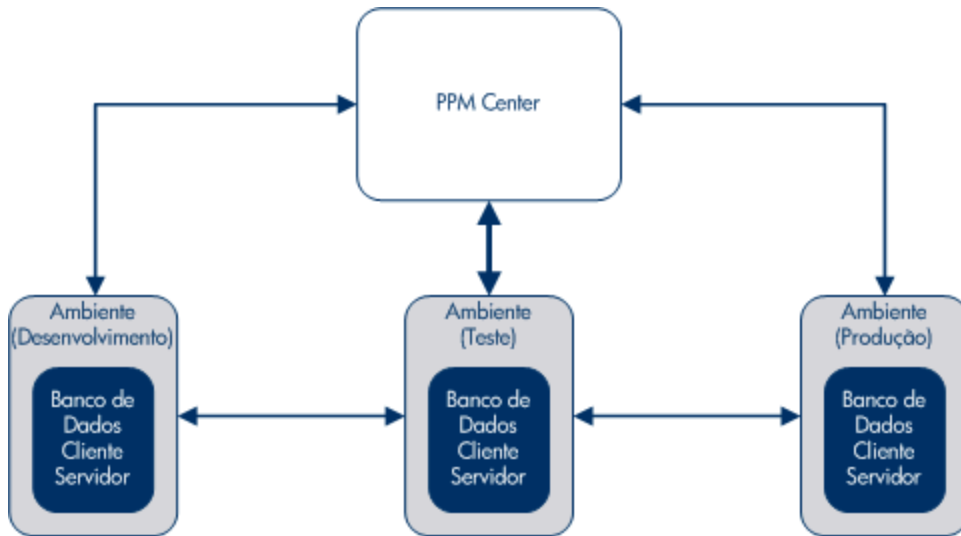 PPM Center
Ambiente
(Desenvolvimento)
Banco de
Dados
Cliente
Servidor
Ambiente
(Teste)
Banco de
Dados
Cliente
Servidor
Ambiente
(Produção)
Banco de
Dados
Cliente
Servidor